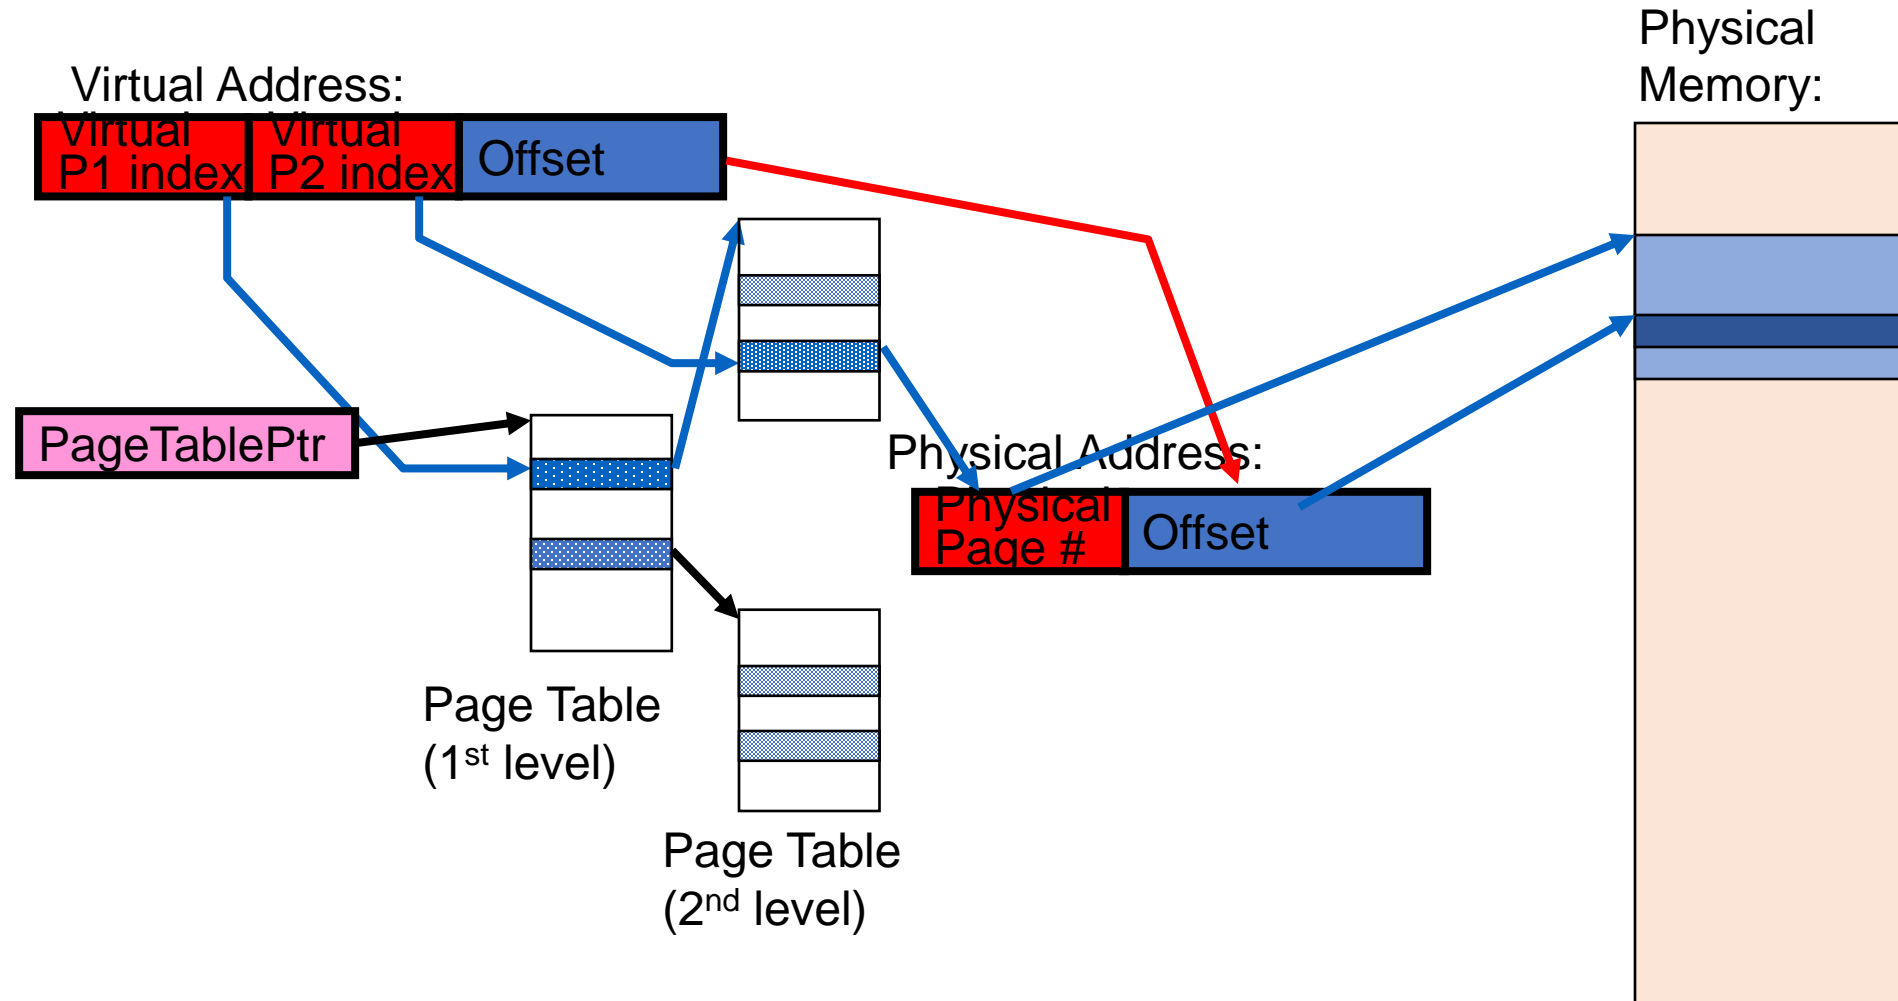 Physical
Memory:
Virtual Address:
Virtual
P1 index
Virtual
P2 index
Offset
PageTablePtr
Physical Address:
Physical
Page #
Offset
Page Table
(1st level)
Page Table
(2nd level)